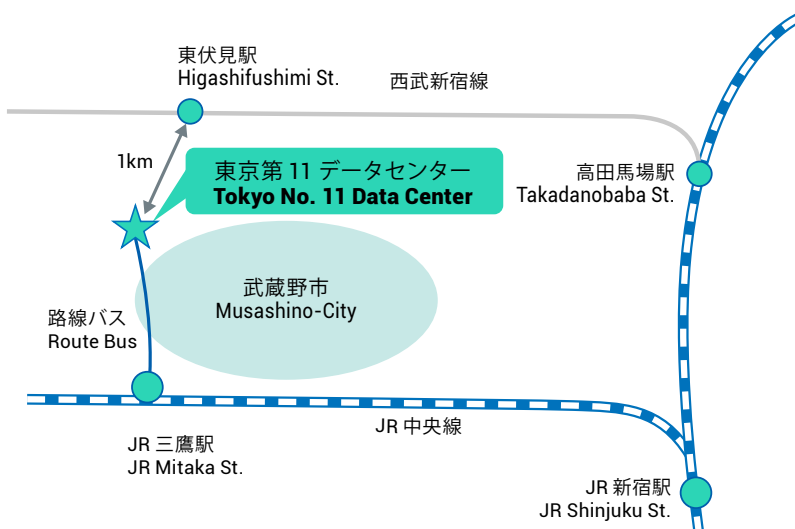 東伏見駅
Higashifushimi St.
西武新宿線
1km
東京第 11 データセンター
Tokyo No. 11 Data Center
高田馬場駅
Takadanobaba St.
武蔵野市
Musashino-City
路線バス
Route Bus
JR 中央線
JR 三鷹駅
JR Mitaka St.
JR 新宿駅
JR Shinjuku St.